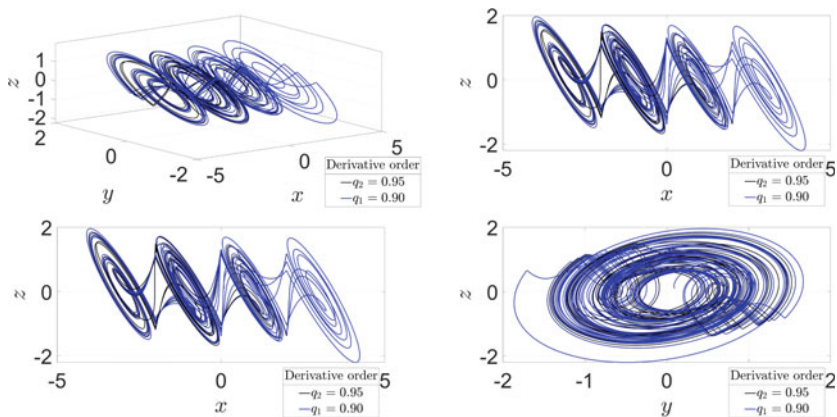 z
1
0
-1
-2
2
0
-2
y
-5
0
5
x
Derivative order
q₂ = 0.95
q₁ = 0.90
z
2
0
-2
-5
0
5
x
Derivative order
q₂ = 0.95
q₁ = 0.90
z
2
0
-2
-5
0
5
x
Derivative order
q₂ = 0.95
q₁ = 0.90
z
2
0
-2
-2
-1
0
2
y
Derivative order
q₂ = 0.95
q₁ = 0.90